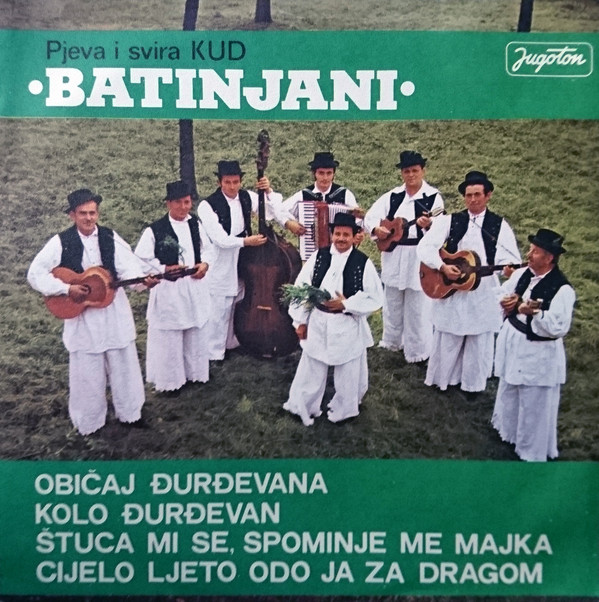 Pjeva i svira KUD
Jugoton
•BATINJANI•
OBIČAJ ĐURĐEVANA
KOLO ĐURĐEVAN
ŠTUCA MI SE, SPOMINJE ME MAJKA
CIJELO LJETO ODO JA ZA DRAGOM